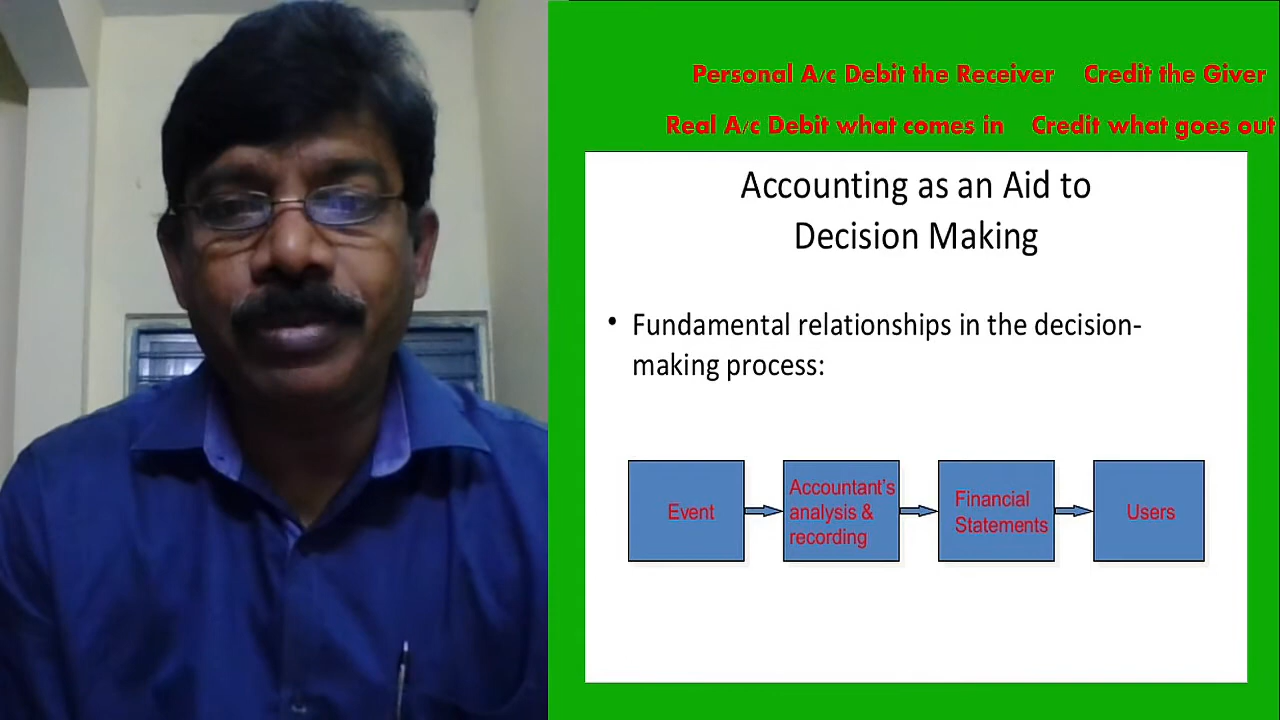 Personal A/c Debit the Receiver Credit the Giver
Real A/c Debit what comes in Credit what goes out
Accounting as an Aid to
Decision Making
• Fundamental relationships in the decision-
making process:
Event
Accountant's
analysis &
recording
Financial
Statements
Users